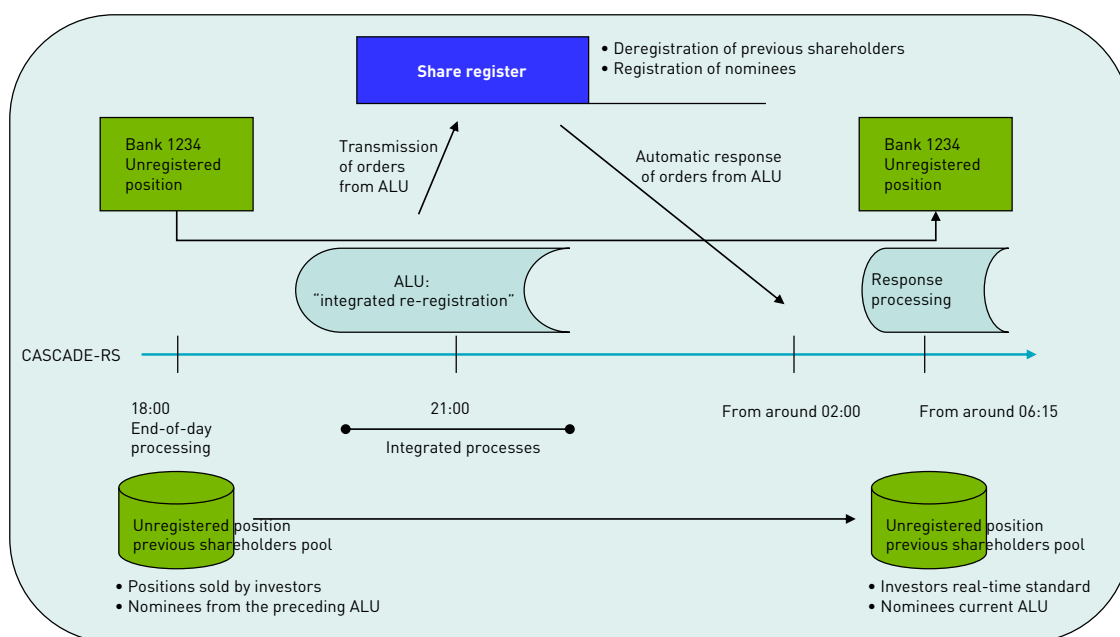 Share register
• Deregistration of previous shareholders
• Registration of nominees
Bank 1234
Unregistered
position
Transmission
of orders
from ALU
Automatic response
of orders from ALU
Bank 1234
Unregistered
position
ALU:
“integrated re-registration”
Response
processing
CASCADE-RS
18:00
End-of-day
processing
21:00
Integrated processes
From around 02:00
From around 06:15
Unregistered position
previous shareholders pool
Unregistered position
previous shareholders pool
• Positions sold by investors
• Nominees from the preceding ALU
• Investors real-time standard
• Nominees current ALU